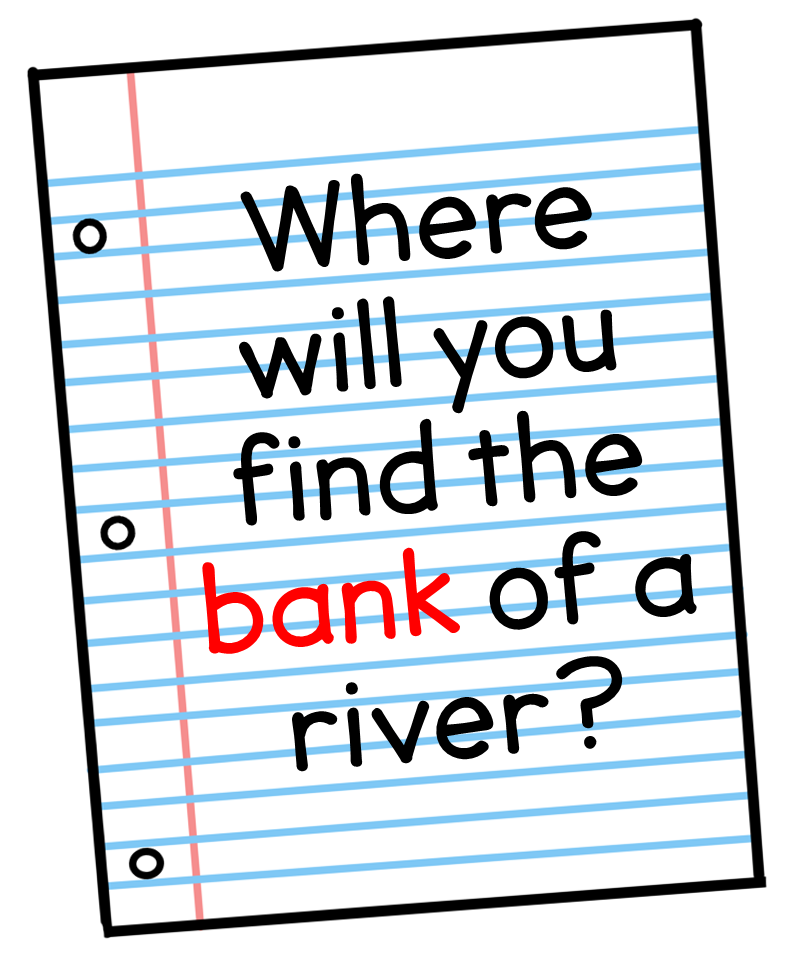 Where
will you
find the
bank of a
river?